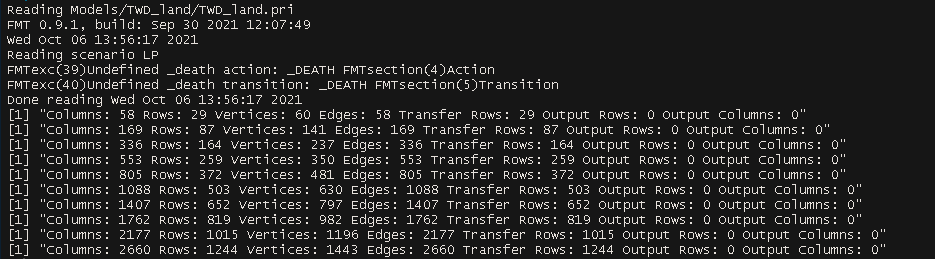 Reading Models/TWD_land/TWD_land.pri
FMT 0.9.1, build: Sep 30 2021 12:07:49
Wed Oct 06 13:56:17 2021
Reading scenario LP
FMTexc(39)Undefined _death action: _DEATH FMTsection(4)Action
FMTexc(40)Undefined _death transition: _DEATH FMTsection(5)Transition
Done reading Wed Oct 06 13:56:17 2021
[1] "Columns: 58 Rows: 29 Vertices: 60 Edges: 58 Transfer Rows: 29 Output Rows: 0 Output Columns: 0"
[1] "Columns: 169 Rows: 87 Vertices: 141 Edges: 169 Transfer Rows: 87 Output Rows: 0 Output Columns: 0"
[1] "Columns: 336 Rows: 164 Vertices: 237 Edges: 336 Transfer Rows: 164 Output Rows: 0 Output Columns: 0"
[1] "Columns: 553 Rows: 259 Vertices: 350 Edges: 553 Transfer Rows: 259 Output Rows: 0 Output Columns: 0"
[1] "Columns: 805 Rows: 372 Vertices: 481 Edges: 805 Transfer Rows: 372 Output Rows: 0 Output Columns: 0"
[1] "Columns: 1088 Rows: 503 Vertices: 630 Edges: 1088 Transfer Rows: 503 Output Rows: 0 Output Columns: 0"
[1] "Columns: 1407 Rows: 652 Vertices: 797 Edges: 1407 Transfer Rows: 652 Output Rows: 0 Output Columns: 0"
[1] "Columns: 1762 Rows: 819 Vertices: 982 Edges: 1762 Transfer Rows: 819 Output Rows: 0 Output Columns: 0"
[1] "Columns: 2177 Rows: 1015 Vertices: 1196 Edges: 2177 Transfer Rows: 1015 Output Rows: 0 Output Columns: 0"
[1] "Columns: 2660 Rows: 1244 Vertices: 1443 Edges: 2660 Transfer Rows: 1244 Output Rows: 0 Output Columns: 0"